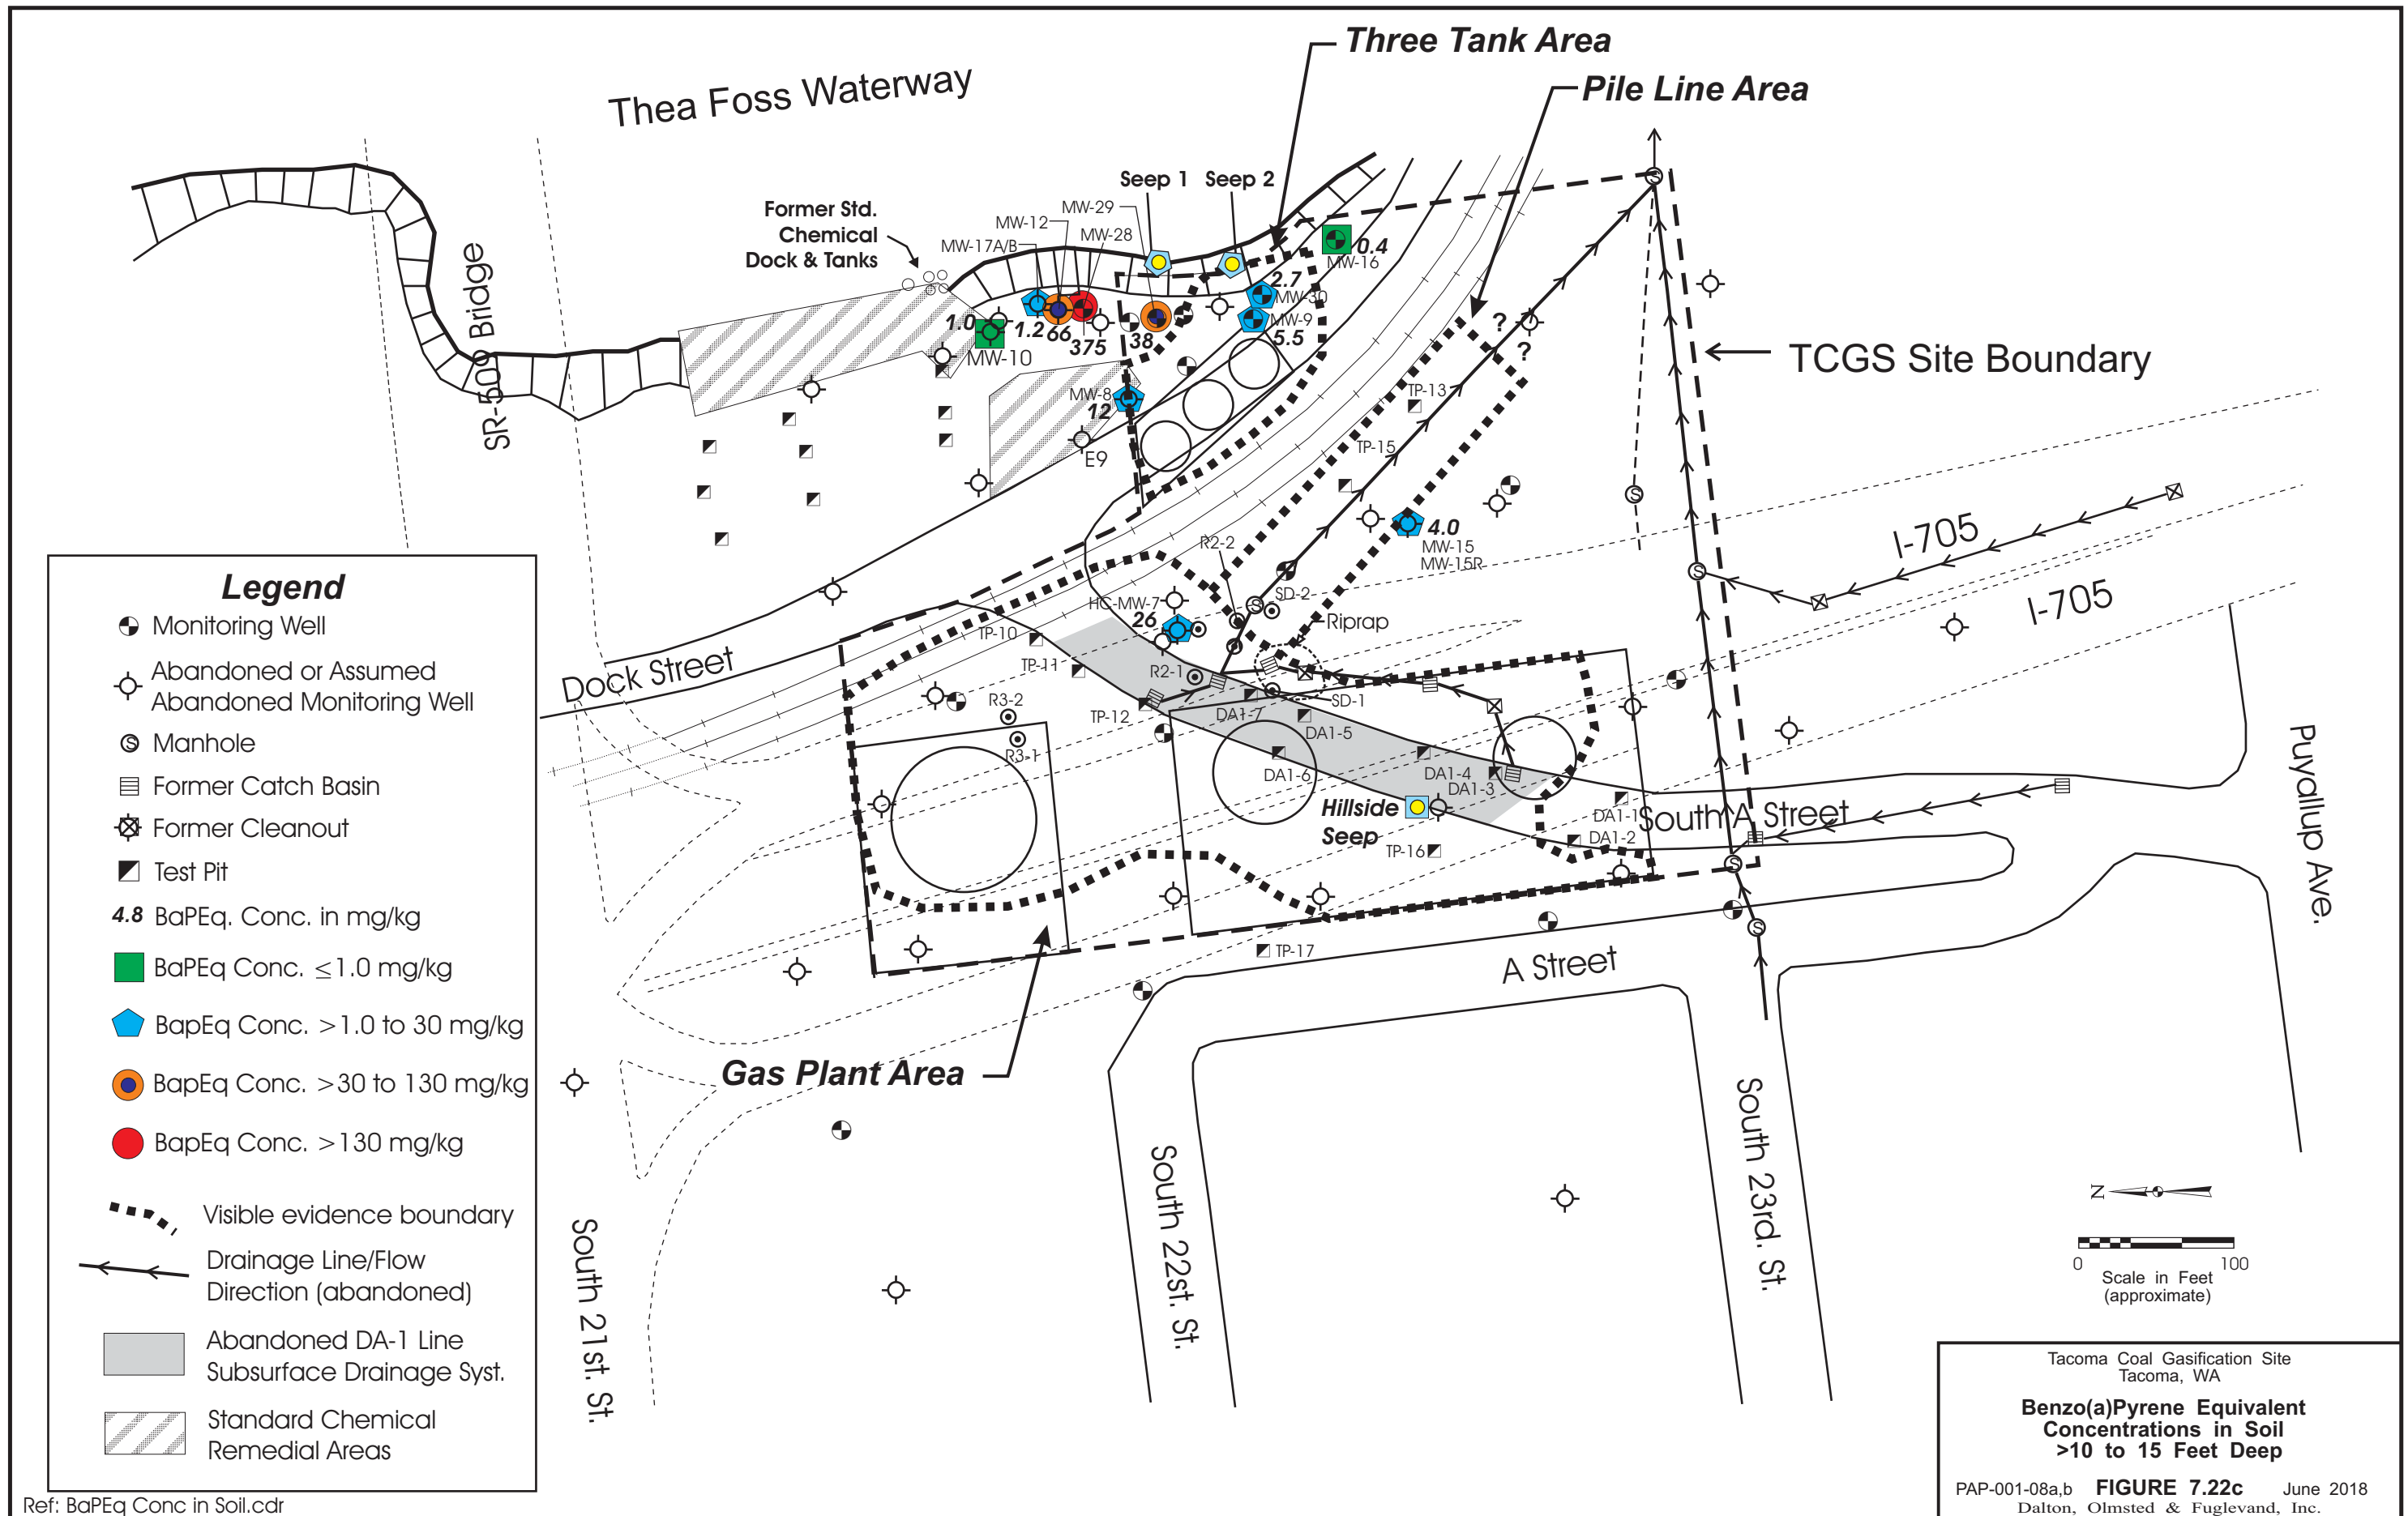 Three Tank Area
Pile Line Area
Thea Foss Waterway
Seep 1
Seep 2
Former Std.
Chemical
Dock & Tanks
MW-29
MW-12
MW-28
MW-17A/B
0.4
MW-16
2.7
MW-30
MW-9
5.5
1.0
1.2
66
375
38
MW-10
?
?
TCGS Site Boundary
SR-509 Bridge
MW-8
12
TP-13
E9
TP-15
4.0
MW-15
MW-15R
I-705
I-705
R2-2
HC-MW-7
26
SD-2
Riprap
TP-10
TP-11
Dock Street
R2-1
R3-2
R3-1
TP-12
DA1-7
SD-1
DA1-5
DA1-6
DA1-4
DA1-3
Hillside
Seep
DA1-1
DA1-2
South A Street
TP-16
TP-17
A Street
Puyallup Ave.
Gas Plant Area
South 21st. St.
South 22st. St.
South 23rd. St.
Legend
Monitoring Well
Abandoned or Assumed
Abandoned Monitoring Well
S Manhole
Former Catch Basin
Former Cleanout
Test Pit
4.8 BaPEq. Conc. in mg/kg
BaPEq Conc. ≤1.0 mg/kg
BapEq Conc. >1.0 to 30 mg/kg
BapEq Conc. >30 to 130 mg/kg
BapEq Conc. >130 mg/kg
Visible evidence boundary
Drainage Line/Flow
Direction (abandoned)
Abandoned DA-1 Line
Subsurface Drainage Syst.
Standard Chemical
Remedial Areas
N
0 100
Scale in Feet
(approximate)
Tacoma Coal Gasification Site
Tacoma, WA
Benzo(a)Pyrene Equivalent
Concentrations in Soil
>10 to 15 Feet Deep
PAP-001-08a,b FIGURE 7.22c June 2018
Dalton, Olmsted & Fuglevand, Inc.
Ref: BaPEq Conc in Soil.cdr